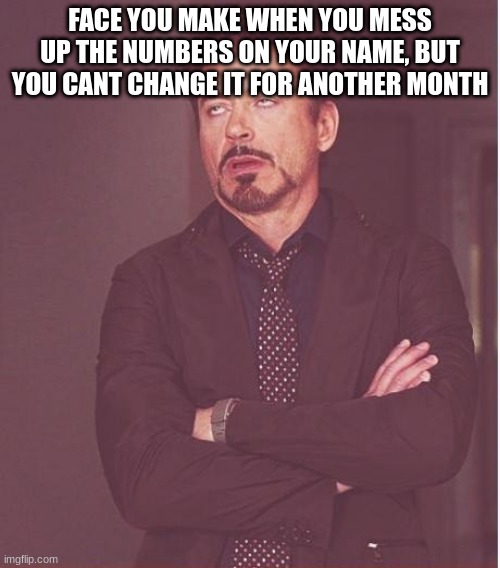 FACE YOU MAKE WHEN YOU MESS
UP THE NUMBERS ON YOUR NAME, BUT
YOU CANT CHANGE IT FOR ANOTHER MONTH
imgflip.com